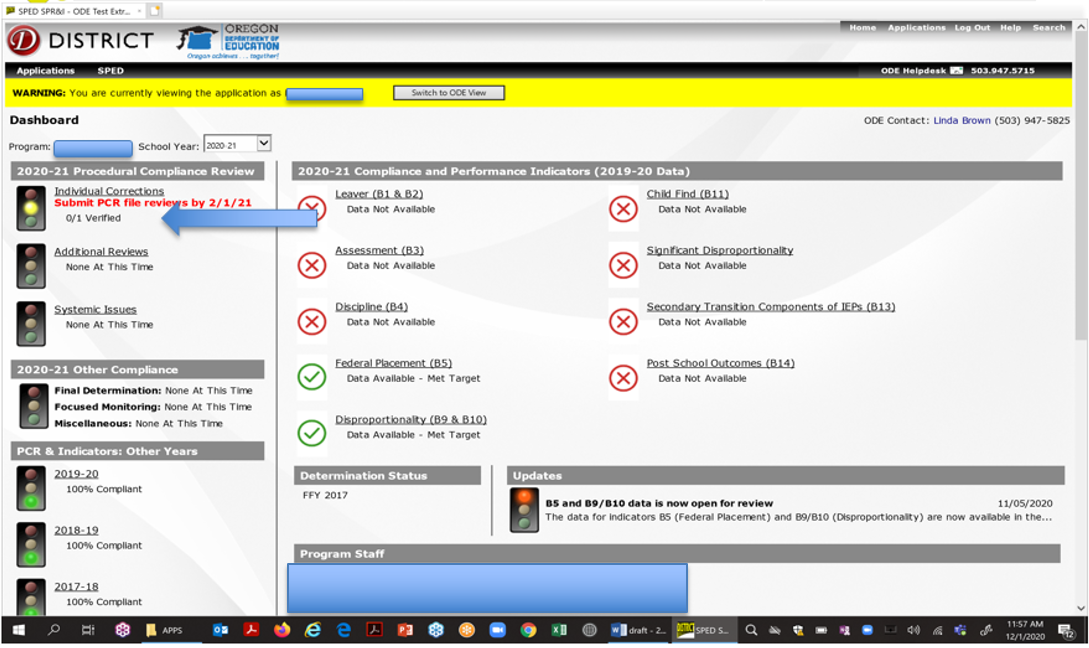 SPED SPR&I - ODE Test Extr...
DISTRICT
OREGON
DEPARTMENT OF
EDUCATION
Oregon achieves . . . together!
Home Applications Log Out Help Search
Applications SPED
ODE Helpdesk 503.947.5715
WARNING: You are currently viewing the application as
Switch to ODE View
Dashboard
ODE Contact: Linda Brown (503) 947-5825
Program:
School Year: 2020-21
2020-21 Procedural Compliance Review
Individual Corrections
Submit PCR file reviews by 2/1/21
0/1 Verified
Additional Reviews
None At This Time
Systemic Issues
None At This Time
2020-21 Other Compliance
Final Determination: None At This Time
Focused Monitoring: None At This Time
Miscellaneous: None At This Time
PCR & Indicators: Other Years
2019-20
100% Compliant
2018-19
100% Compliant
2017-18
100% Compliant
2020-21 Compliance and Performance Indicators (2019-20 Data)
Leaver (B1 & B2)
Data Not Available
Child Find (B11)
Data Not Available
Assessment (B3)
Data Not Available
Significant Disproportionality
Data Not Available
Discipline (B4)
Data Not Available
Secondary Transition Components of IEPs (B13)
Data Not Available
Federal Placement (B5)
Data Available - Met Target
Post School Outcomes (B14)
Data Not Available
Disproportionality (B9 & B10)
Data Available - Met Target
Determination Status
FFY 2017
Updates
B5 and B9/B10 data is now open for review 11/05/2020
The data for indicators B5 (Federal Placement) and B9/B10 (Disproportionality) are now available in the...
Program Staff
APPS
draft - 2...
SPED S...
11:57 AM
12/1/2020
12